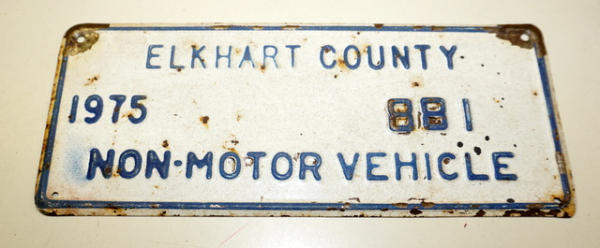 ELKHART COUNTY
1975 881
NON-MOTOR VEHICLE